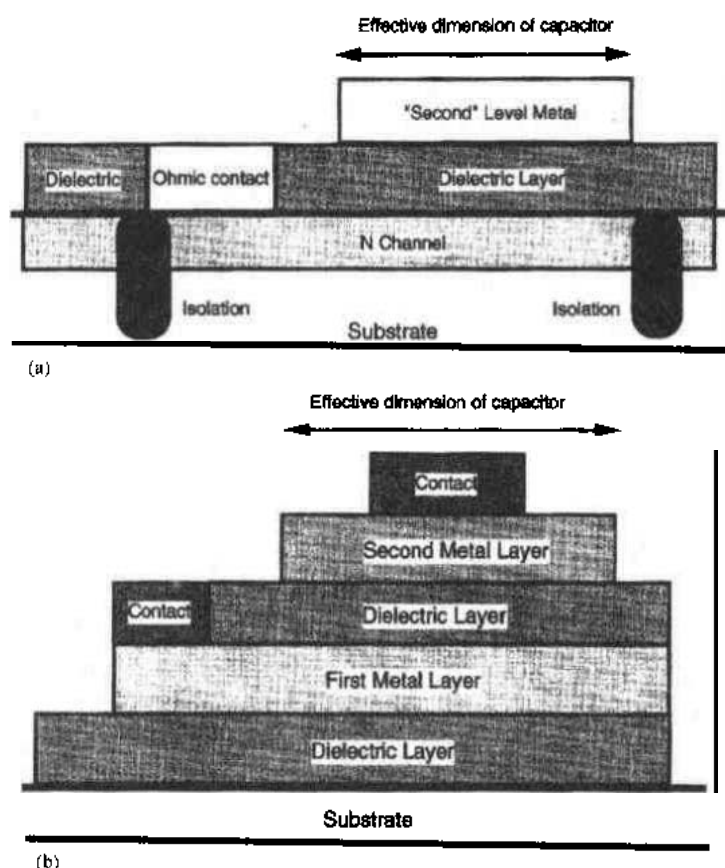 Effective dimension of capacitor
"Second" Level Metal
Dielectric Ohmic contact Dielectric Layer
N Channel
Isolation Isolation
Substrate
(a)
Effective dimension of capacitor
Contact
Second Metal Layer
Contact Dielectric Layer
First Metal Layer
Dielectric Layer
Substrate
(b)